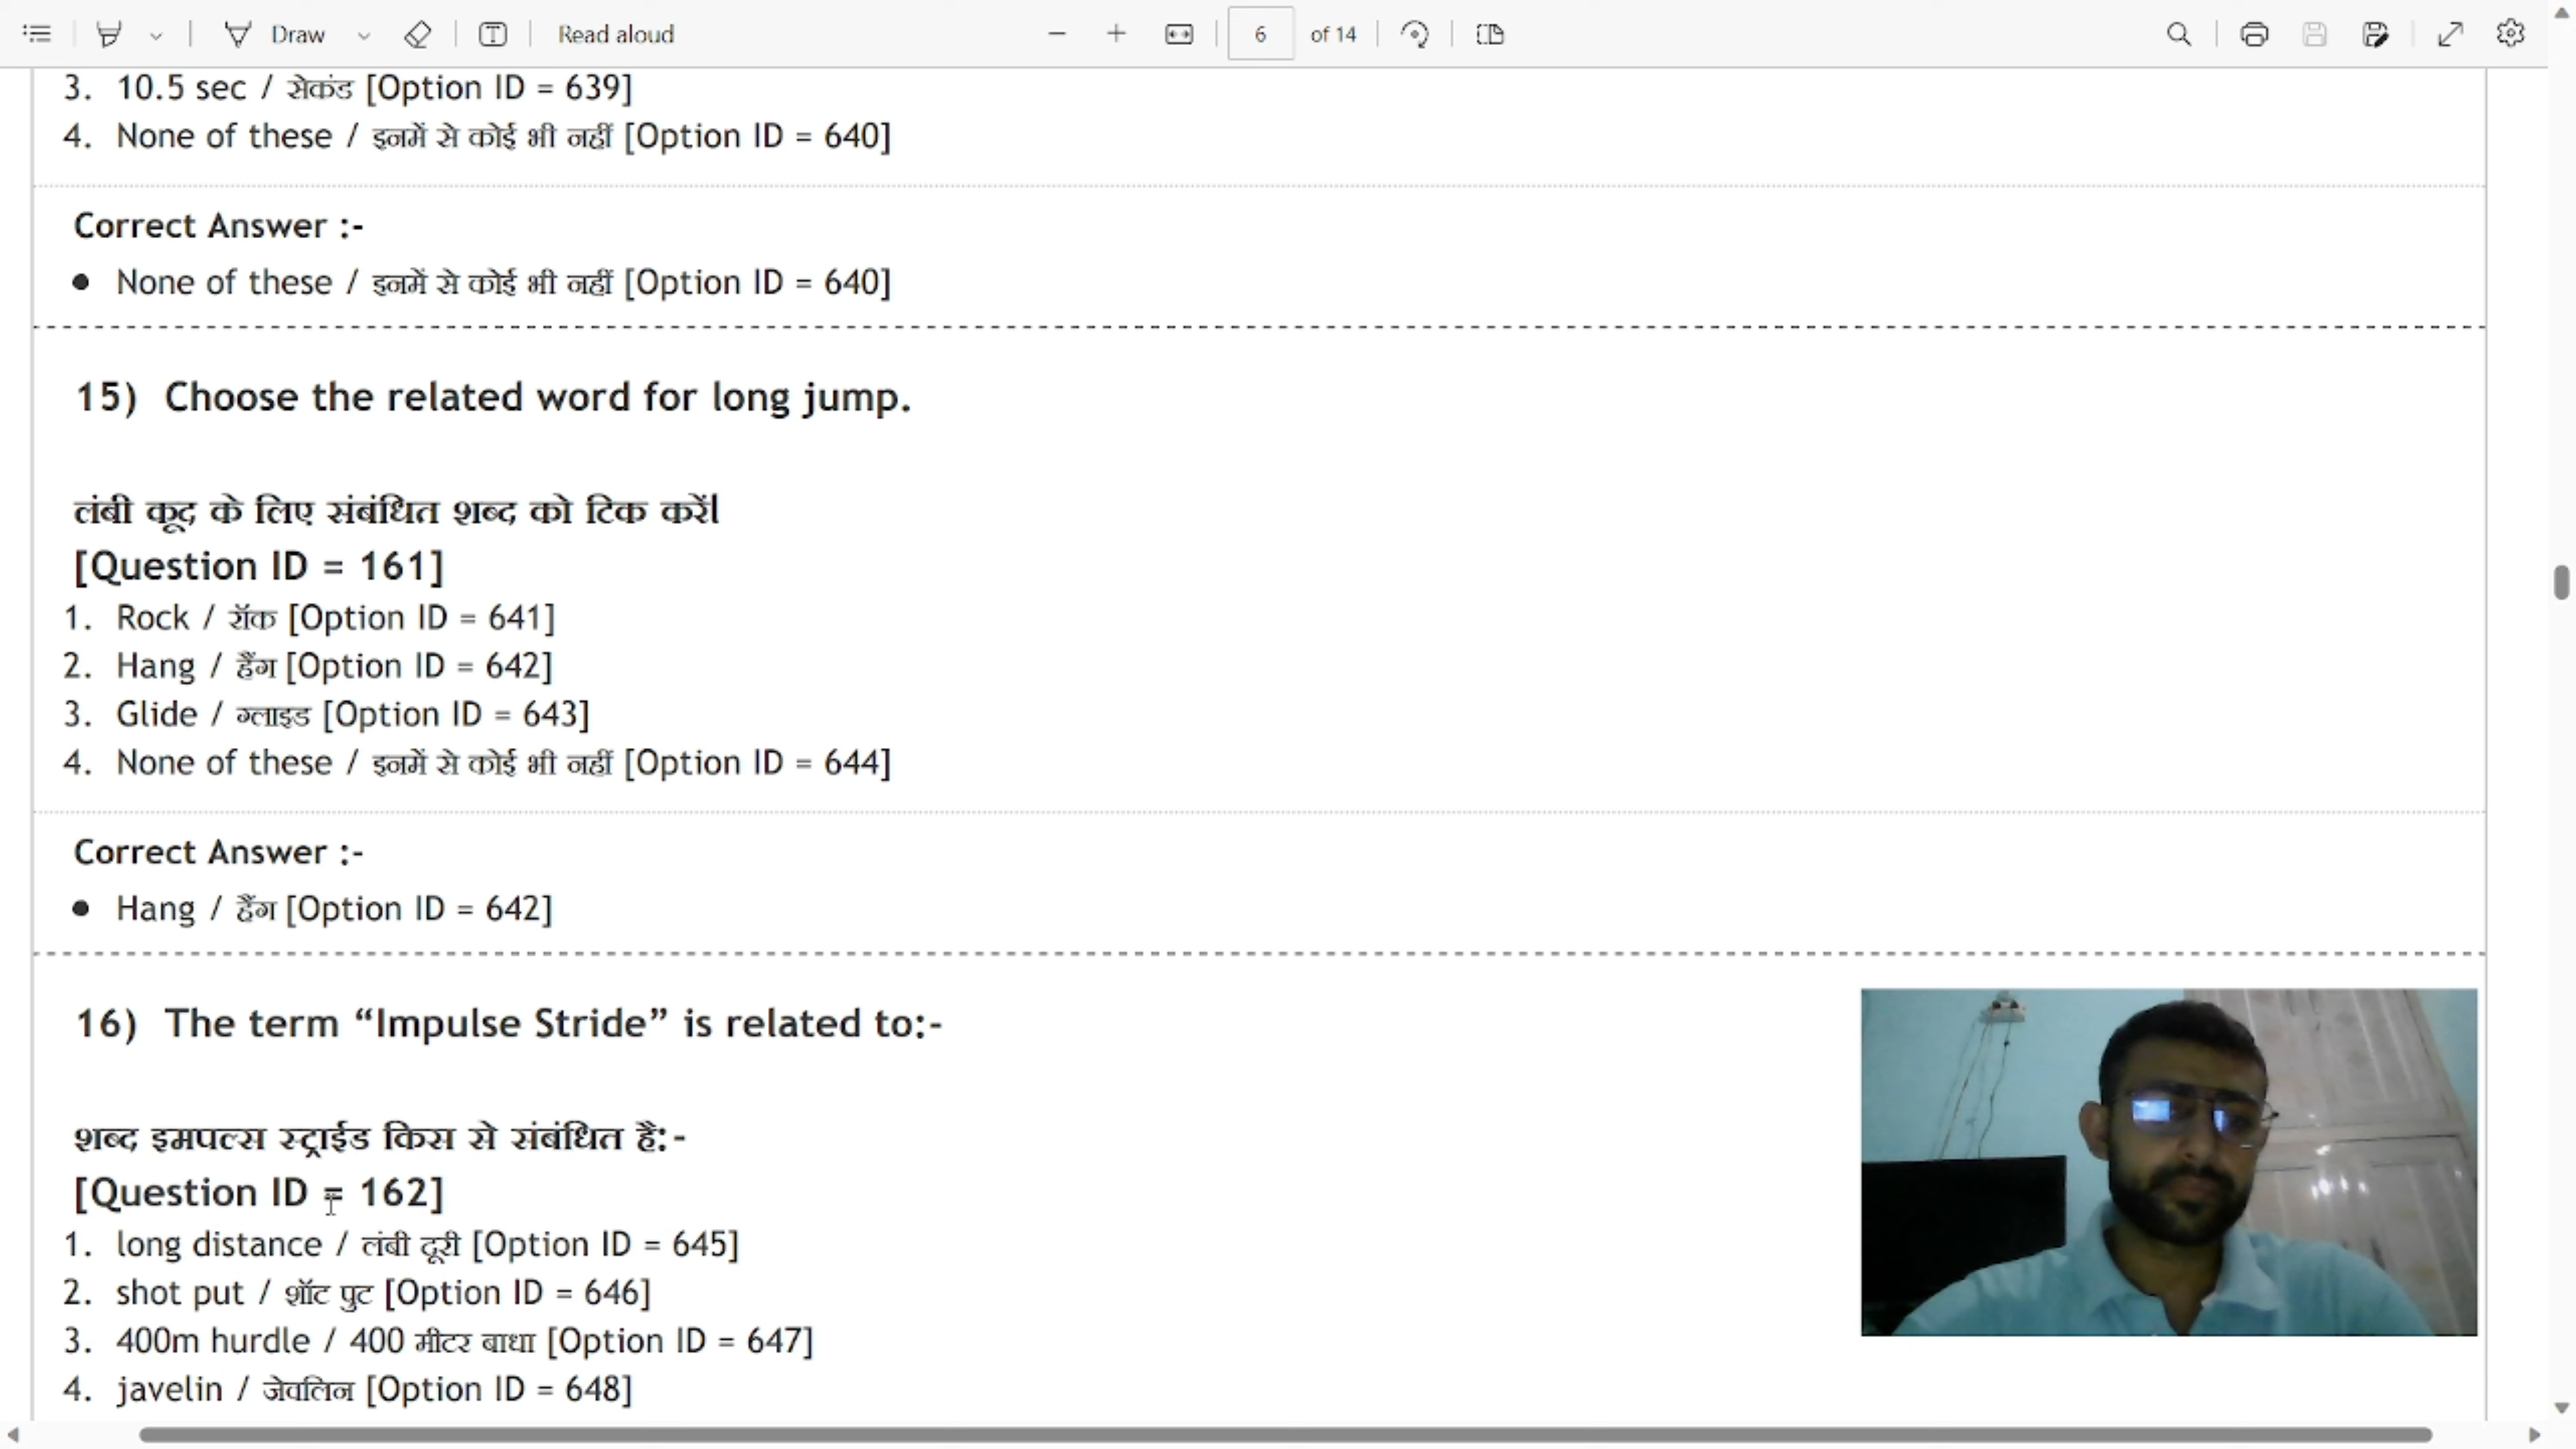 Draw
Read aloud
6 of 14
3. 10.5 sec / सेकंड [Option ID = 639]
4. None of these / इनमें से कोई भी नहीं [Option ID = 640]
Correct Answer :-
• None of these / इनमें से कोई भी नहीं [Option ID = 640]
15) Choose the related word for long jump.
लंबी कूद के लिए संबंधित शब्द को टिक करें।
[Question ID = 161]
1. Rock / रॉक [Option ID = 641]
2. Hang / हैंग [Option ID = 642]
3. Glide / ग्लाइड [Option ID = 643]
4. None of these / इनमें से कोई भी नहीं [Option ID = 644]
Correct Answer :-
• Hang / हैंग [Option ID = 642]
16) The term “Impulse Stride” is related to:-
शब्द इमपल्स स्ट्राईड किस से संबंधित है:-
[Question ID = 162]
1. long distance / लंबी दूरी [Option ID = 645]
2. shot put / शॉट पुट [Option ID = 646]
3. 400m hurdle / 400 मीटर बाधा [Option ID = 647]
4. javelin / जेवलिन [Option ID = 648]